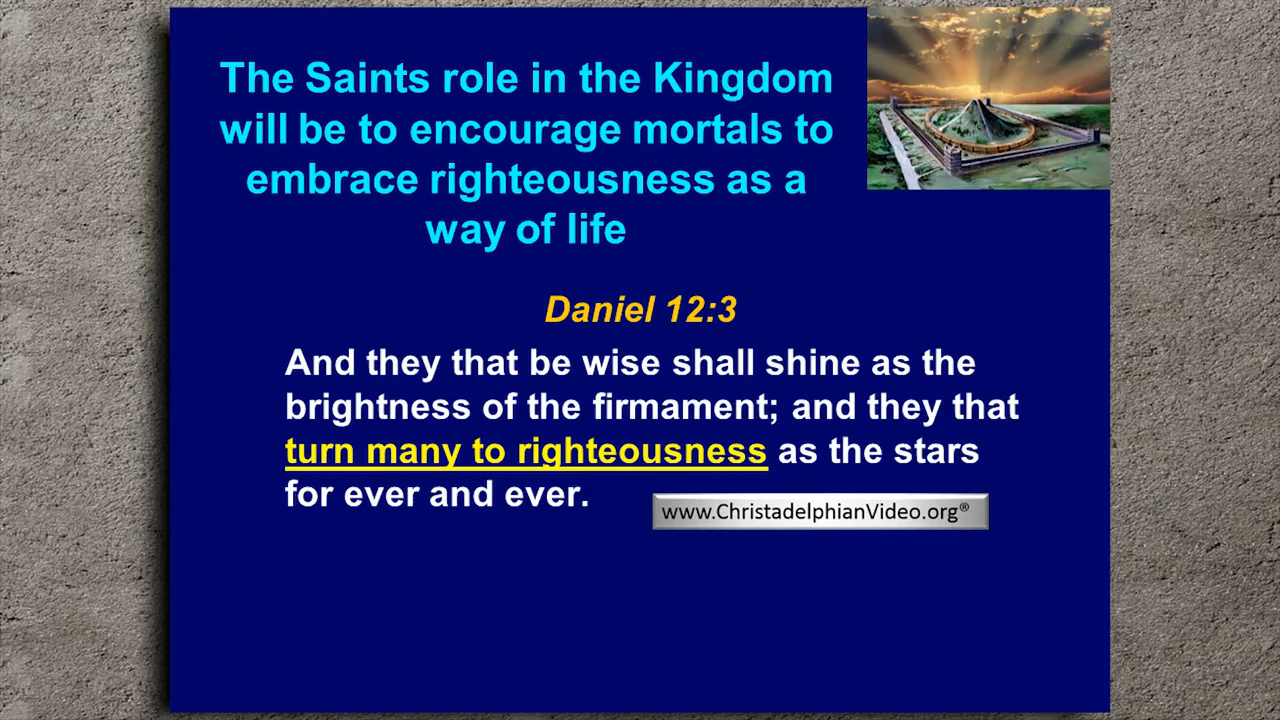 The Saints role in the Kingdom
will be to encourage mortals to
embrace righteousness as a
way of life
Daniel 12:3
And they that be wise shall shine as the
brightness of the firmament; and they that
turn many to righteousness as the stars
for ever and ever.
www.ChristadelphianVideo.org®